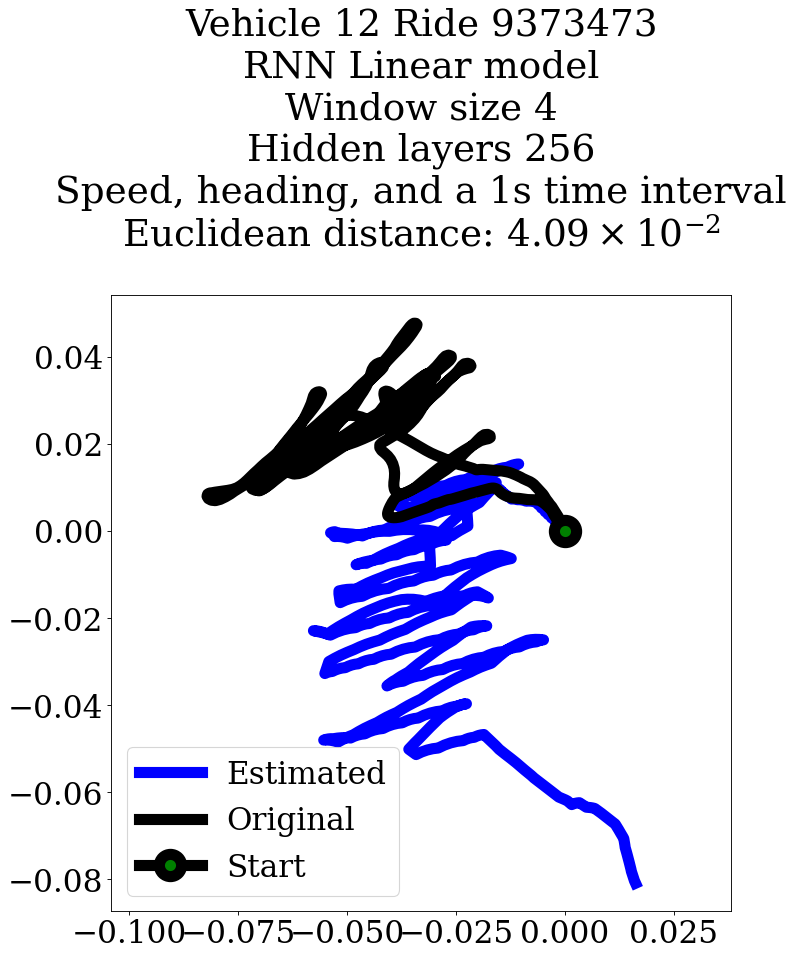 Vehicle 12 Ride 9373473
RNN Linear model
Window size 4
Hidden layers 256
Speed, heading, and a 1s time interval
Euclidean distance: 4.09 × 10⁻²
0.04
0.02
0.00
−0.02
−0.04
−0.06
−0.08
Estimated
Original
Start
−0.100 −0.075 −0.050 −0.025 0.000 0.025